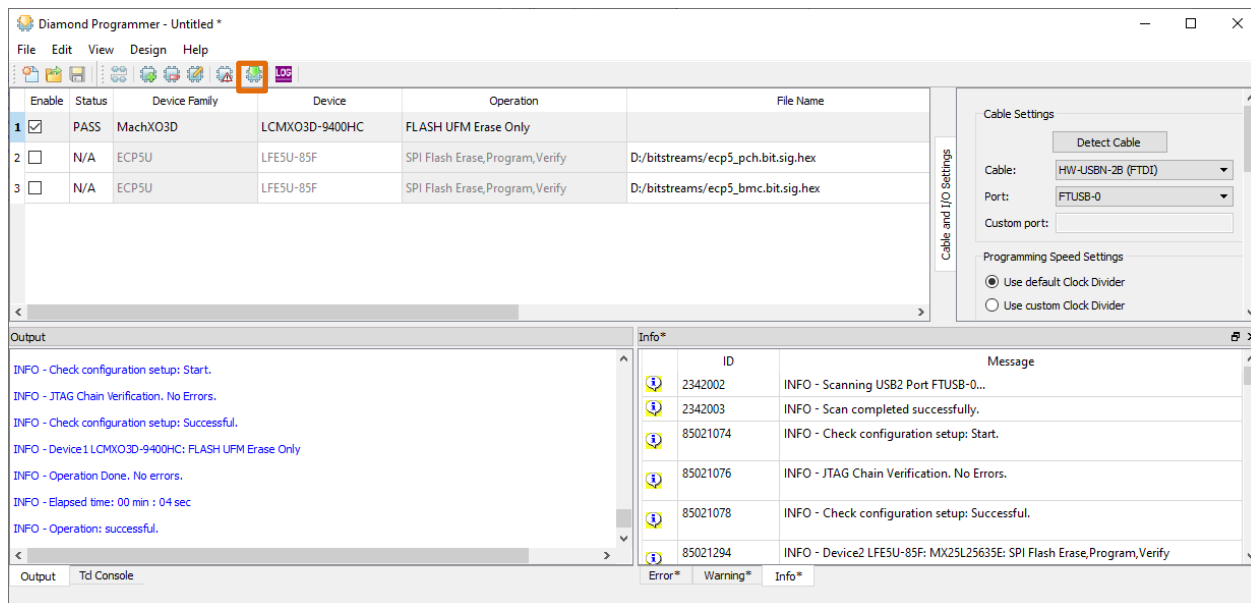 Diamond Programmer - Untitled *
File Edit View Design Help
LOG
Enable Status Device Family Device Operation File Name
1 PASS MachXO3D LCMXO3D-9400HC FLASH UFM Erase Only
2 N/A ECP5U LFE5U-85F SPI Flash Erase,Program,Verify D:/bitstreams/ecp5_pch.bit.sig.hex
3 N/A ECP5U LFE5U-85F SPI Flash Erase,Program,Verify D:/bitstreams/ecp5_bmc.bit.sig.hex
Cable and I/O Settings
Cable Settings
Detect Cable
Cable: HW-USBN-2B (FTDI)
Port: FTUSB-0
Custom port:
Programming Speed Settings
Use default Clock Divider
Use custom Clock Divider
Output
INFO - Check configuration setup: Start.
INFO - JTAG Chain Verification. No Errors.
INFO - Check configuration setup: Successful.
INFO - Device1 LCMXO3D-9400HC: FLASH UFM Erase Only
INFO - Operation Done. No errors.
INFO - Elapsed time: 00 min : 04 sec
INFO - Operation: successful.
Output Tcl Console
Info*
ID Message
2342002 INFO - Scanning USB2 Port FTUSB-0...
2342003 INFO - Scan completed successfully.
85021074 INFO - Check configuration setup: Start.
85021076 INFO - JTAG Chain Verification. No Errors.
85021078 INFO - Check configuration setup: Successful.
85021294 INFO - Device2 LFE5U-85F: MX25L25635E: SPI Flash Erase,Program,Verify
Error* Warning* Info*